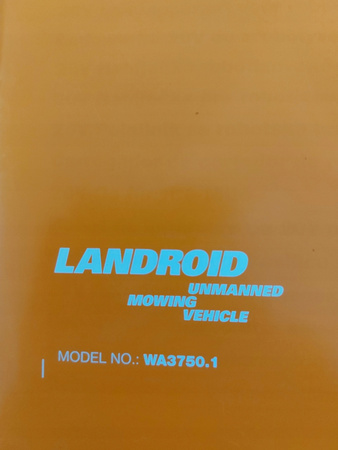 LANDROID
UNMANNED
MOWING
VEHICLE
MODEL NO.: WA3750.1